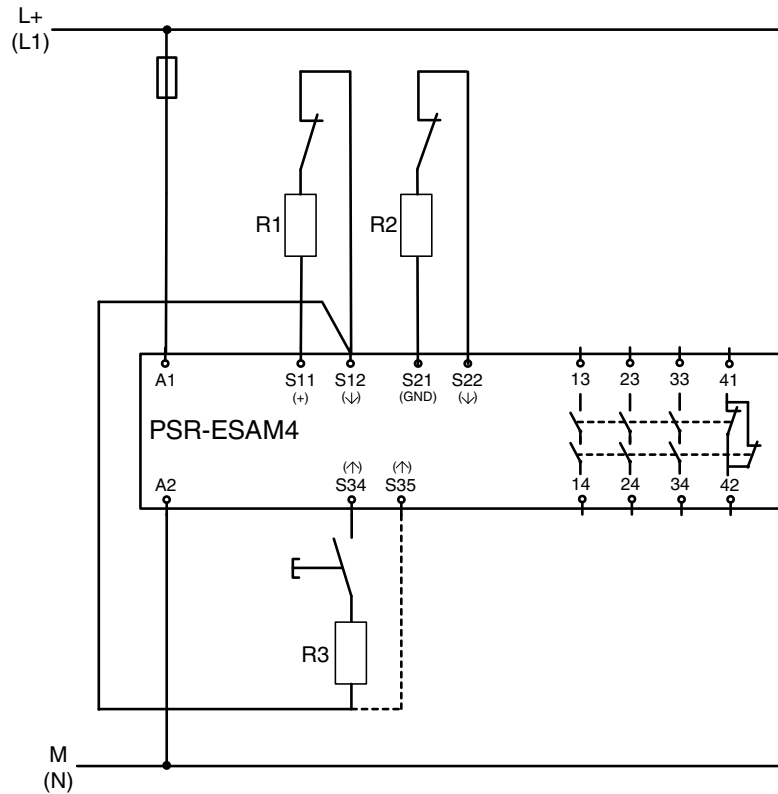 L+
(L1)
R1
R2
A1
S11
(+)
S12
(↓)
S21
(GND)
S22
(↓)
13
23
33
41
PSR-ESAM4
A2
(↑)
S34
(↑)
S35
14
24
34
42
R3
M
(N)